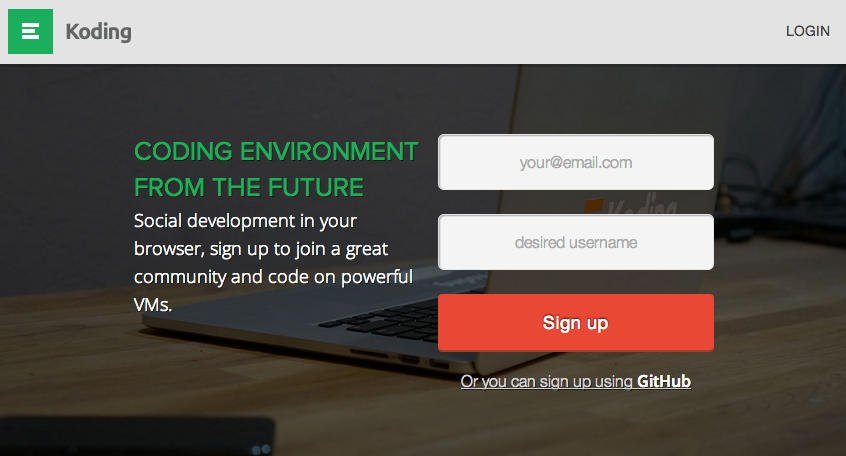 Koding
LOGIN
CODING ENVIRONMENT
FROM THE FUTURE
Social development in your
browser, sign up to join a great
community and code on powerful
VMs.
your@email.com
Koding
desired username
Sign up
Or you can sign up using GitHub